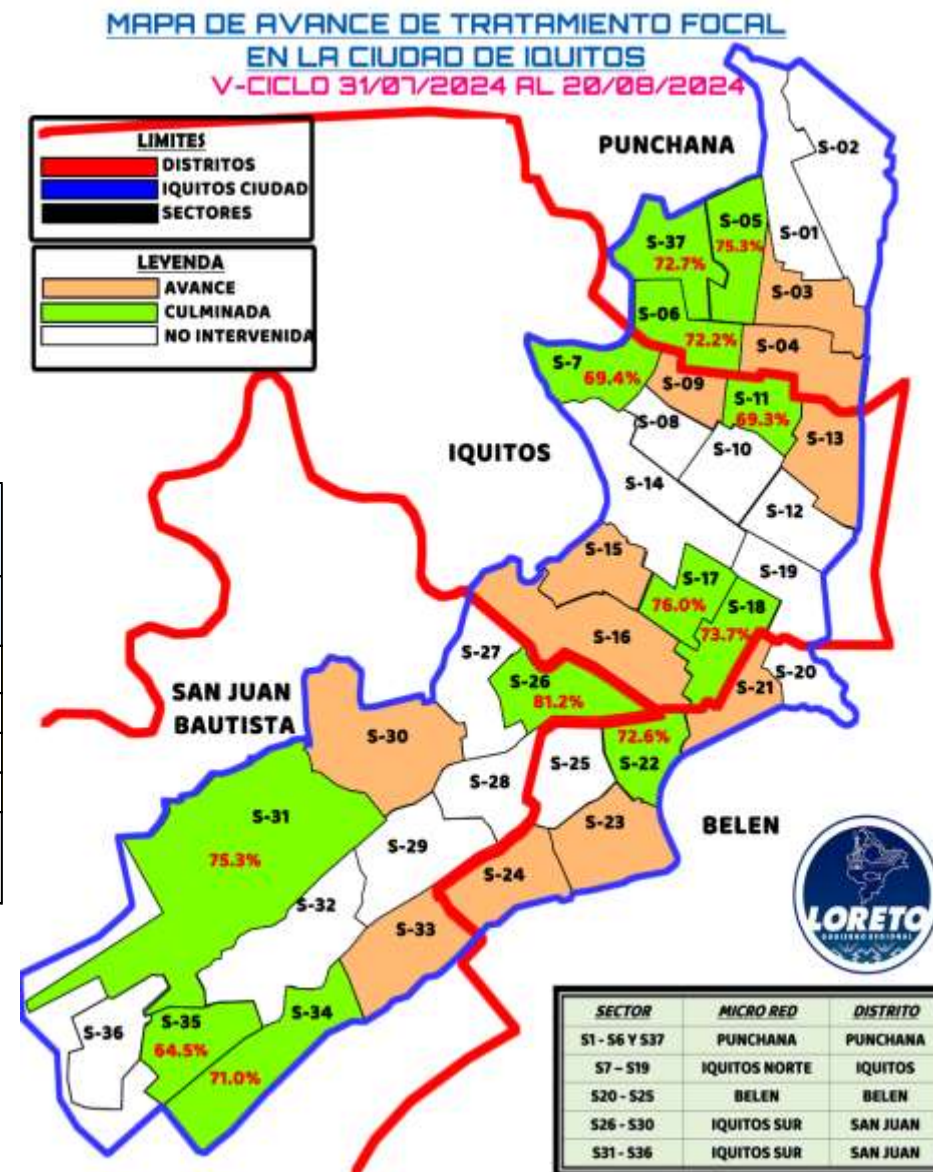 MAPA DE AVANCE DE TRATAMIENTO FOCAL
EN LA CIUDAD DE IQUITOS
V-CICLO 31/07/2024 AL 20/08/2024
LIMITES
DISTRITOS
IQUITOS CIUDAD
SECTORES
LEYENDA
AVANCE
CULMINADA
NO INTERVENIDA
PUNCHANA
S-02
S-01
S-05
75.3%
S-37
72.7%
S-03
S-06
72.2%
S-04
S-7
69.4%
S-09
S-11
69.3%
S-08
S-13
S-10
IQUITOS
S-14
S-12
S-15
S-17
76.0%
S-19
S-18
73.7%
S-16
S-27
S-20
S-26
81.2%
S-21
SAN JUAN
BAUTISTA
S-30
72.6%
S-22
S-25
S-28
S-31
75.3%
S-23
BELEN
S-29
S-24
S-32
S-33
S-34
71.0%
S-35
64.5%
S-36
LORETO
GOBIERNO REGIONAL
SECTOR MICRO RED DISTRITO
S1 - S6 Y S37 PUNCHANA PUNCHANA
S7 – S19 IQUITOS NORTE IQUITOS
S20 - S25 BELEN BELEN
S26 - S30 IQUITOS SUR SAN JUAN
S31 - S36 IQUITOS SUR SAN JUAN